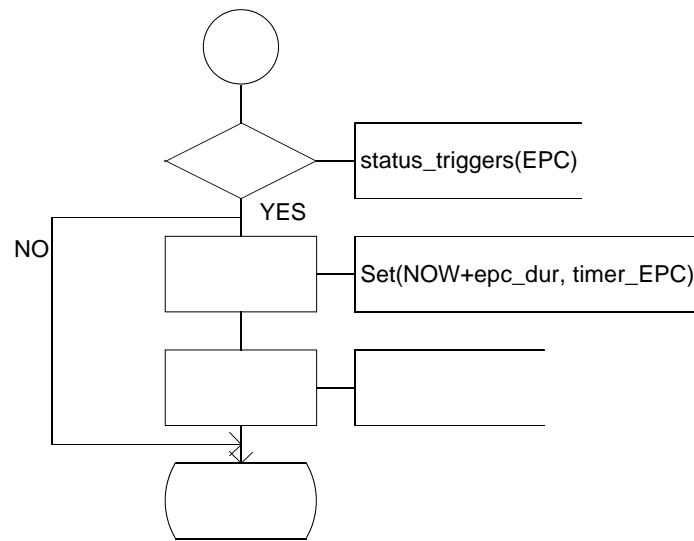 status_triggers(EPC)
YES
NO
Set(NOW+epc_dur, timer_EPC)